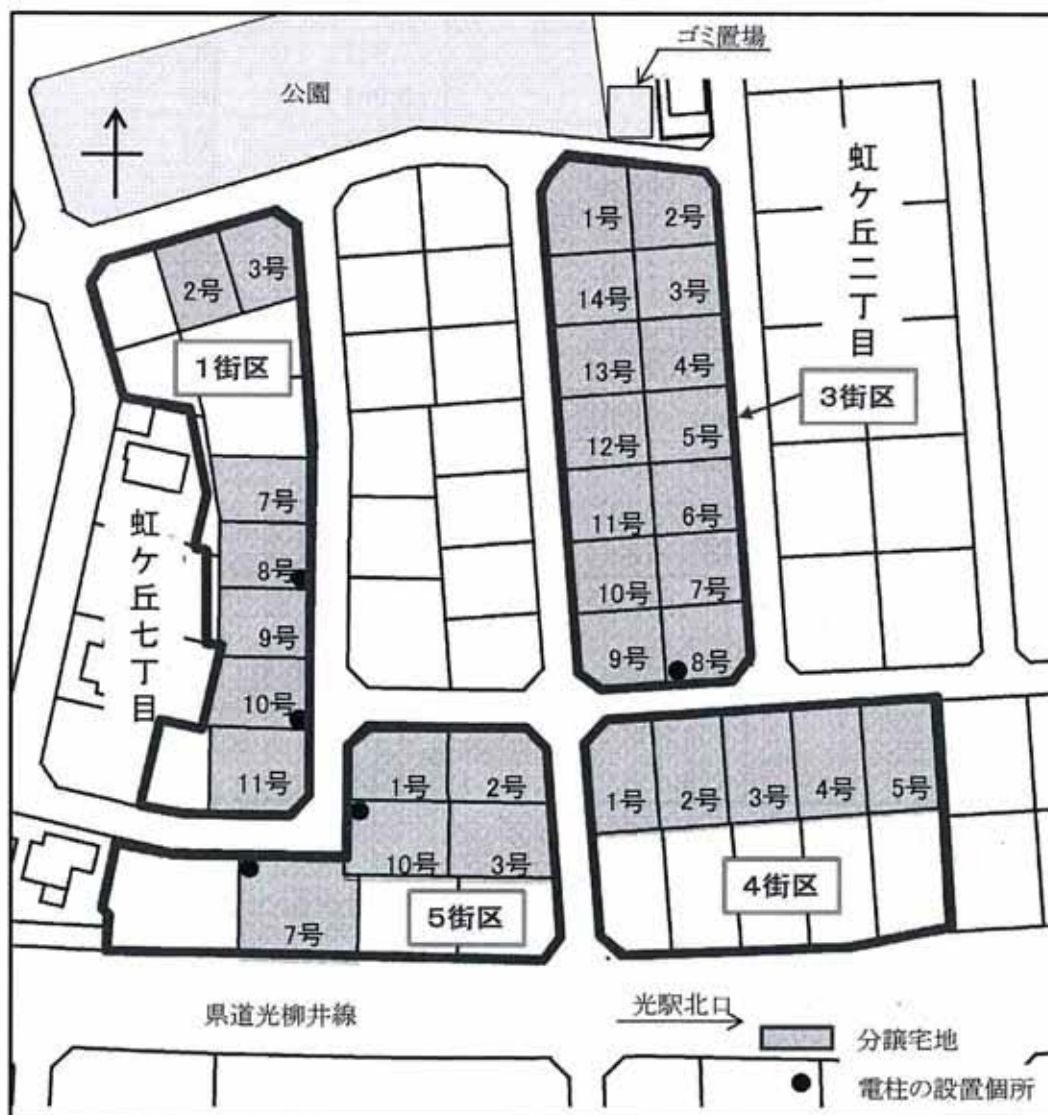 ゴミ置場
公園
虹ケ丘二丁目
1号
2号
14号
3号
13号
4号
12号
5号
11号
6号
10号
7号
9号
8号
3街区
2号
3号
1街区
7号
8号
9号
10号
11号
虹ケ丘七丁目
1号
2号
10号
3号
7号
5街区
1号
2号
3号
4号
5号
4街区
県道光柳井線
光駅北口
分譲宅地
電柱の設置個所